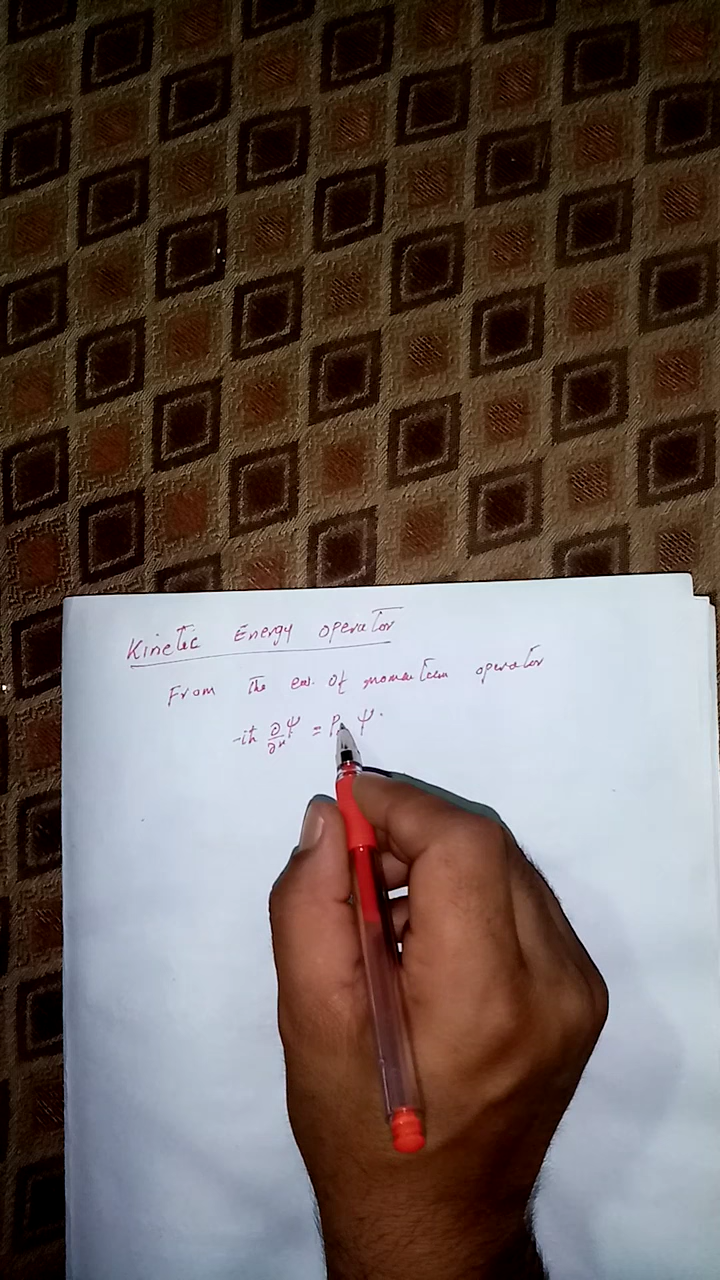 Kinetic Energy operator
From The eq. of momentum operator
-iħ ∂/∂x ψ = P ψ.